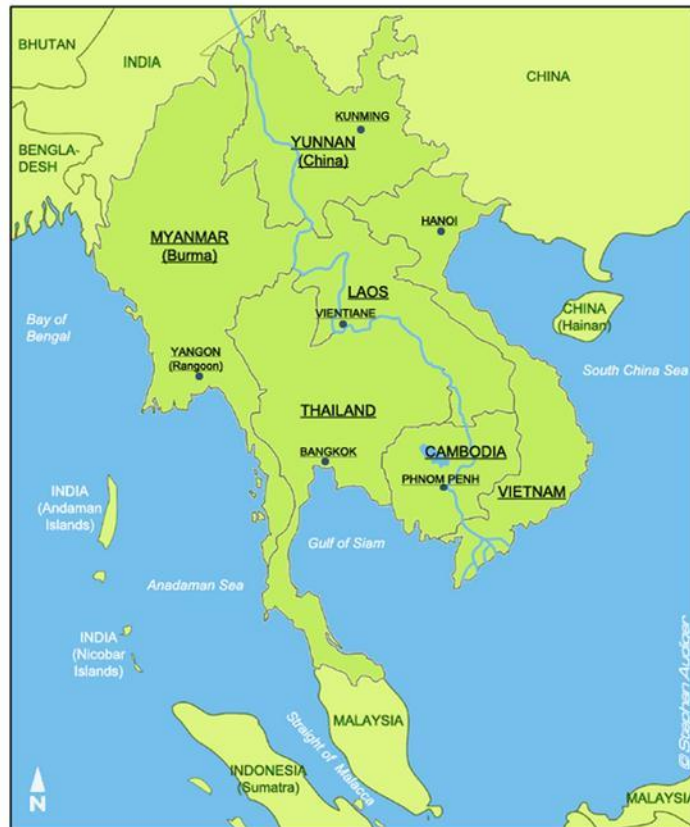 BHUTAN
INDIA
CHINA
KUNMING
YUNNAN
(China)
BENGLA-
DESH
HANOI
MYANMAR
(Burma)
LAOS
CHINA
(Hainan)
VIENTIANE
Bay of
Bengal
YANGON
(Rangoon)
South China Sea
THAILAND
BANGKOK
CAMBODIA
PHNOM PENH
VIETNAM
INDIA
(Andaman
Islands)
Gulf of Siam
Anadaman Sea
INDIA
(Nicobar
Islands)
MALAYSIA
Straight of Malacca
INDONESIA
(Sumatra)
MALAYSIA
N
© Stephan Audiger